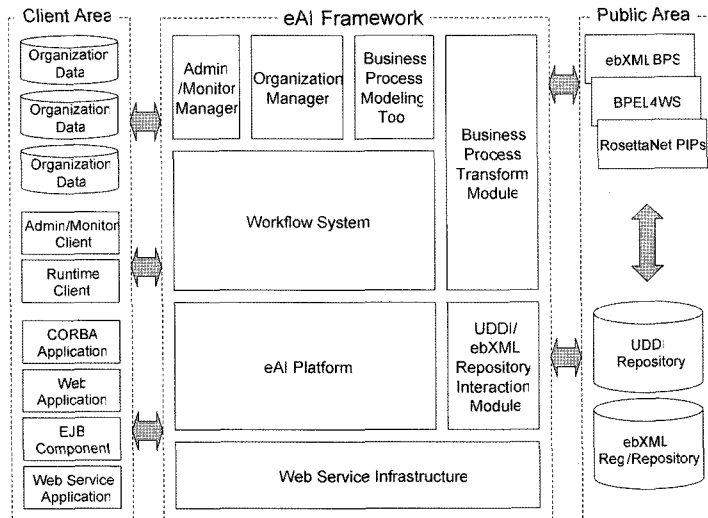 Client Area
eAI Framework
Public Area
Organization
Data
Organization
Data
Organization
Data
Admin/Monitor
Client
Runtime
Client
CORBA
Application
Web
Application
EJB
Component
Web Service
Application
Admin
/Monitor
Manager
Organization
Manager
Business
Process
Modeling
Too
Business
Process
Transform
Module
Workflow System
eAI Platform
UDDI/
ebXML
Repository
Interaction
Module
Web Service Infrastructure
ebXML BPS
BPEL4WS
RosettaNet PIPs
UDDI
Repository
ebXML
Reg./Repository